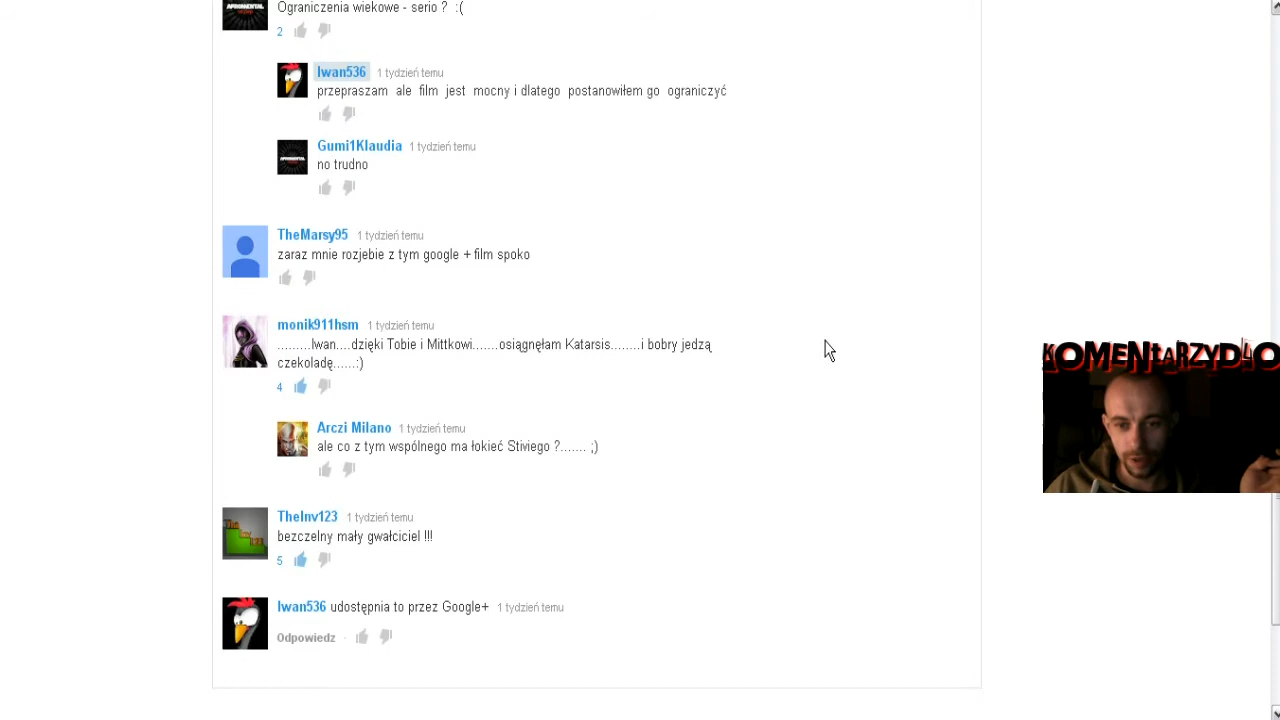 Ograniczenia wiekowe - serio ? :(
2
Iwan536 1 tydzień temu
przepraszam ale film jest mocny i dlatego postanowiłem go ograniczyć
Gumi1Klaudia 1 tydzień temu
no trudno
TheMarsy95 1 tydzień temu
zaraz mnie rozjebie z tym google + film spoko
monik911hsm 1 tydzień temu
.........Iwan....dzięki Tobie i Mittkowi.......osiągnęłam Katarsis........i bobry jedzą
czekoladę.....:)
4
KOMENTARZYDŁO
Arczi Milano 1 tydzień temu
ale co z tym wspólnego ma łokieć Stiviego ?....... ;)
TheInv123 1 tydzień temu
bezczelny mały gwałciciel !!!
5
Iwan536 udostępnia to przez Google+ 1 tydzień temu
Odpowiedz ·